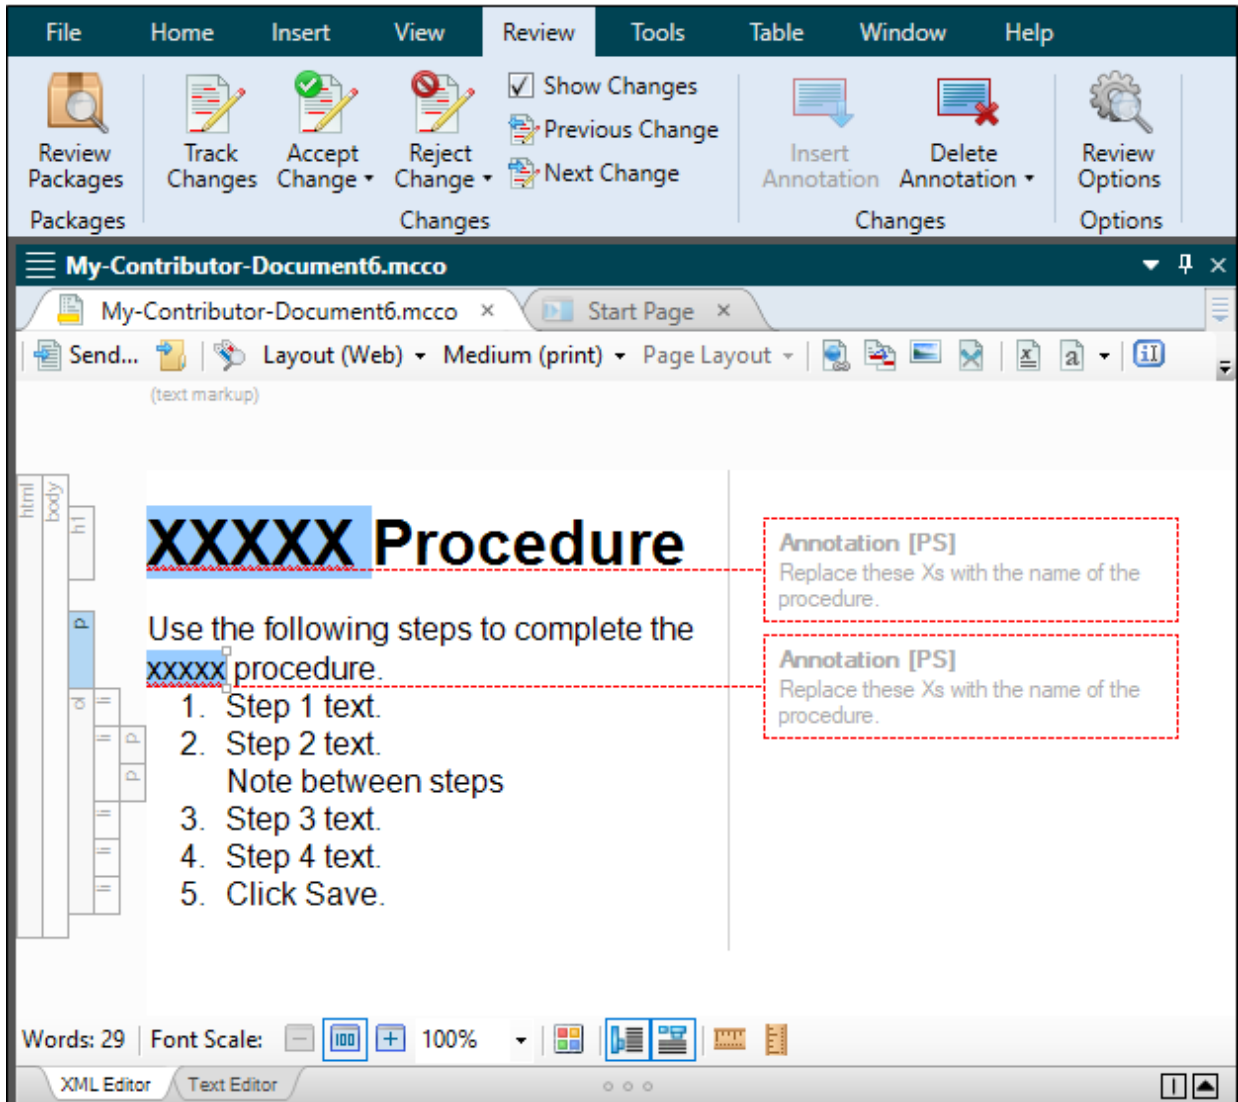 File Home Insert View Review Tools Table Window Help
Show Changes
Previous Change
Next Change
Review Packages
Track Changes
Accept Change
Reject Change
Insert Annotation
Delete Annotation
Review Options
Packages Changes Changes Options
My-Contributor-Document6.mcco
My-Contributor-Document6.mcco Start Page
Send... Layout (Web) Medium (print) Page Layout
(text markup)
html
body
h1
XXXXX Procedure
Annotation [PS]
Replace these Xs with the name of the
procedure.
p
Use the following steps to complete the
xxxxx procedure.
Annotation [PS]
Replace these Xs with the name of the
procedure.
ol
li
1. Step 1 text.
li
p
2. Step 2 text.
p
Note between steps
li
3. Step 3 text.
li
4. Step 4 text.
li
5. Click Save.
Words: 29 Font Scale: 100 100%
XML Editor Text Editor